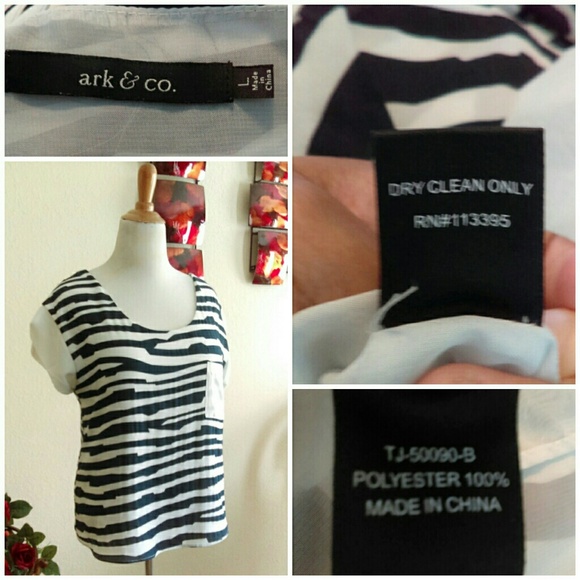 ark & co.
L
Made
in
China
DRY CLEAN ONLY
RN#113395
TJ-50090-B
POLYESTER 100%
MADE IN CHINA